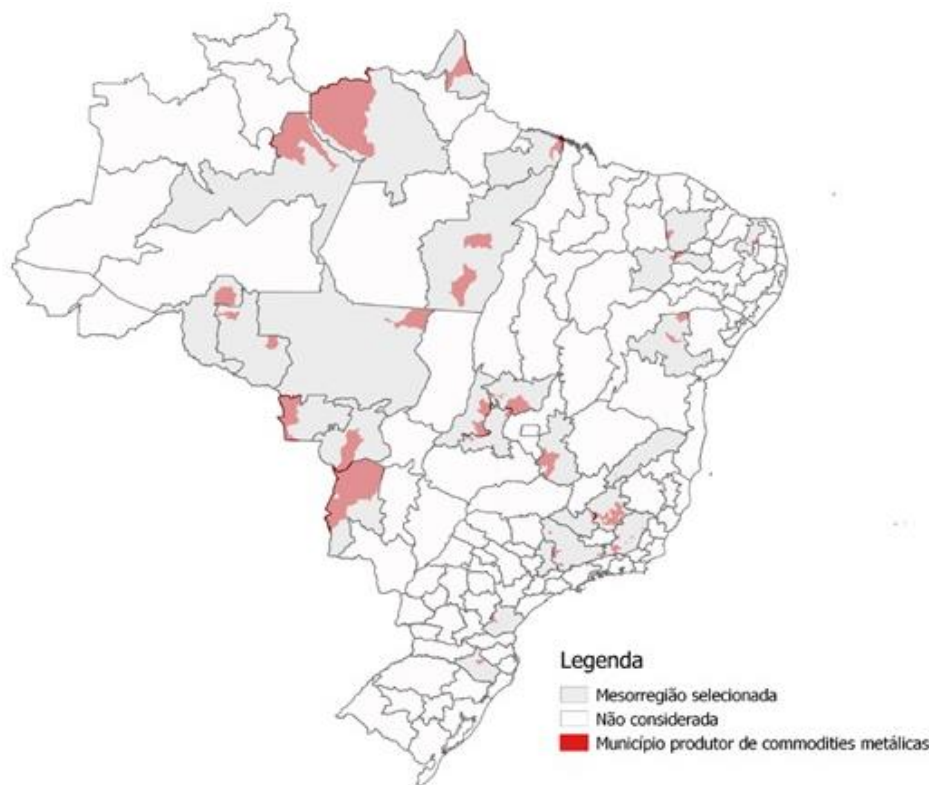 Legenda
Mesorregião selecionada
Não considerada
Município produtor de commodities metálicas